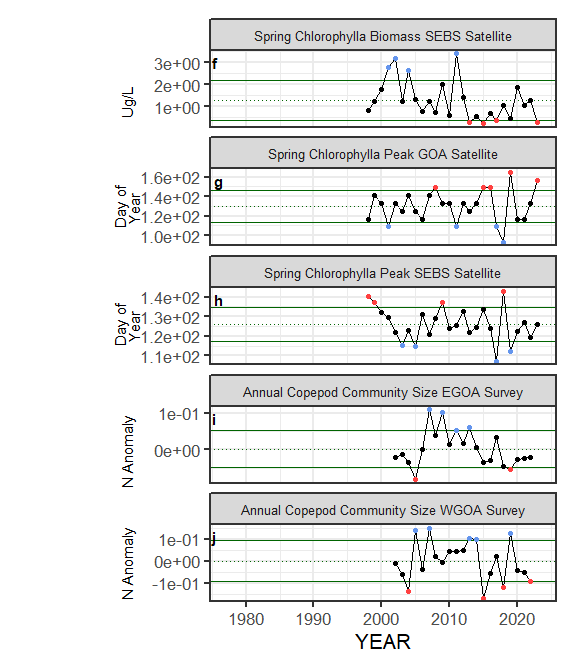 Spring Chlorophylla Biomass SEBS Satellite
f
3e+00
2e+00
1e+00
Ug/L
Spring Chlorophylla Peak GOA Satellite
g
1.6e+02
1.4e+02
1.2e+02
1.0e+02
Day of
Year
Spring Chlorophylla Peak SEBS Satellite
h
1.4e+02
1.3e+02
1.2e+02
1.1e+02
Day of
Year
Annual Copepod Community Size EGOA Survey
i
1e-01
0e+00
N Anomaly
Annual Copepod Community Size WGOA Survey
j
1e-01
0e+00
-1e-01
N Anomaly
1980 1990 2000 2010 2020
YEAR